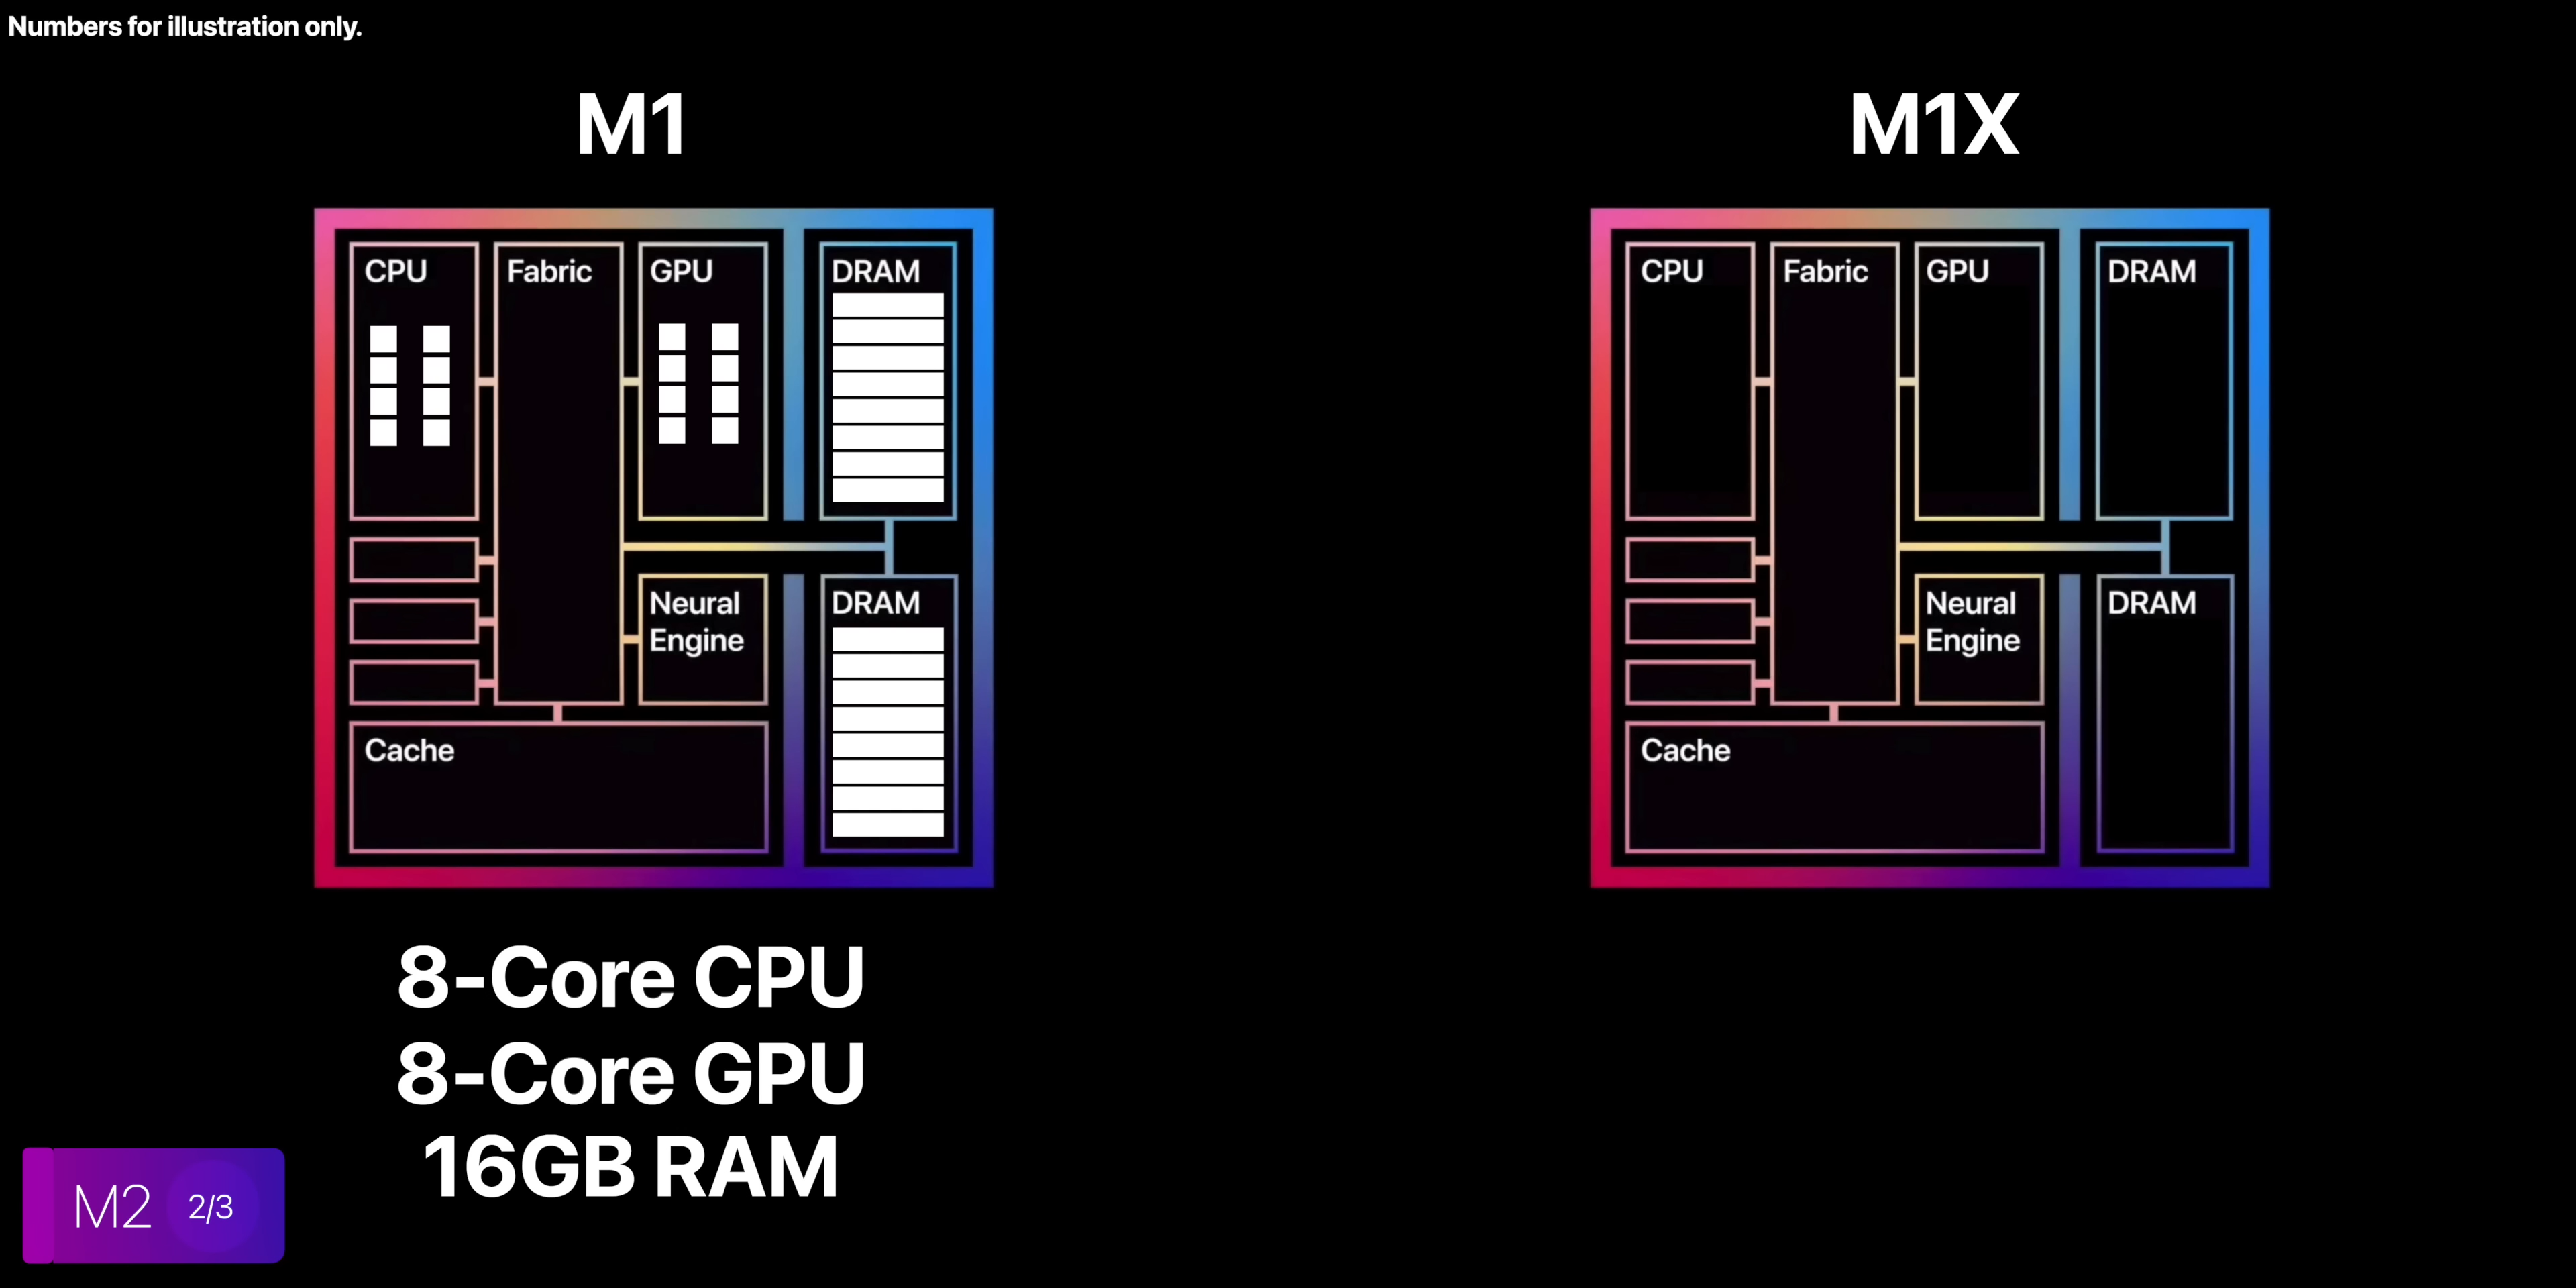 Numbers for illustration only.
M1
CPU
Fabric
GPU
DRAM
Neural
Engine
DRAM
Cache
8-Core CPU
8-Core GPU
16GB RAM
M1X
CPU
Fabric
GPU
DRAM
Neural
Engine
DRAM
Cache
M2 2/3